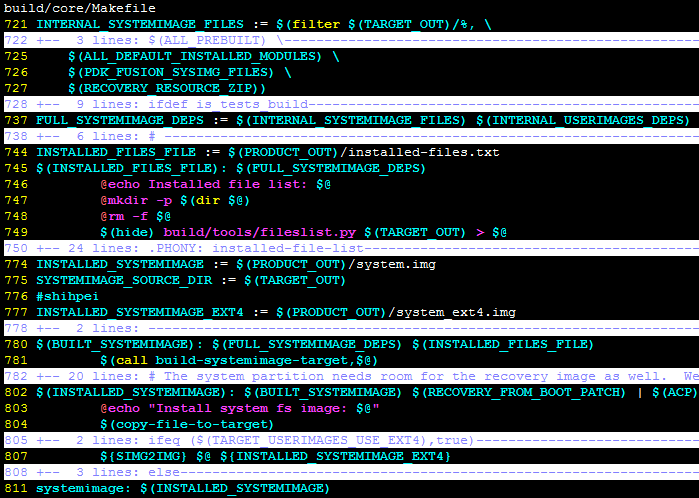 build/core/Makefile
721 INTERNAL_SYSTEMIMAGE_FILES := $(filter $(TARGET_OUT)/%, \
722 +--  3 lines: $(ALL_PREBUILT) \-----------------------------------------------------
725     $(ALL_DEFAULT_INSTALLED_MODULES) \
726     $(PDK_FUSION_SYSIMG_FILES) \
727     $(RECOVERY_RESOURCE_ZIP))
728 +--  9 lines: ifdef is_tests_build--------------------------------------------------
737 FULL_SYSTEMIMAGE_DEPS := $(INTERNAL_SYSTEMIMAGE_FILES) $(INTERNAL_USERIMAGES_DEPS)
738 +--  6 lines: # --------------------------------------------------------------------
744 INSTALLED_FILES_FILE := $(PRODUCT_OUT)/installed-files.txt
745 $(INSTALLED_FILES_FILE): $(FULL_SYSTEMIMAGE_DEPS)
746         @echo Installed file list: $@
747         @mkdir -p $(dir $@)
748         @rm -f $@
749         $(hide) build/tools/fileslist.py $(TARGET_OUT) > $@
750 +-- 24 lines: .PHONY: installed-file-list-------------------------------------------
774 INSTALLED_SYSTEMIMAGE := $(PRODUCT_OUT)/system.img
775 SYSTEMIMAGE_SOURCE_DIR := $(TARGET_OUT)
776 #shihpei
777 INSTALLED_SYSTEMIMAGE_EXT4 := $(PRODUCT_OUT)/system_ext4.img
778 +--  2 lines: ----------------------------------------------------------------------
780 $(BUILT_SYSTEMIMAGE): $(FULL_SYSTEMIMAGE_DEPS) $(INSTALLED_FILES_FILE)
781         $(call build-systemimage-target,$@)
782 +-- 20 lines: # The system partition needs room for the recovery image as well.  We
802 $(INSTALLED_SYSTEMIMAGE): $(BUILT_SYSTEMIMAGE) $(RECOVERY_FROM_BOOT_PATCH) | $(ACP)
803         @echo "Install system fs image: $@"
804         $(copy-file-to-target)
805 +--  2 lines: ifeq ($(TARGET_USERIMAGES_USE_EXT4),true)-----------------------------
807         ${SIMG2IMG} $@ ${INSTALLED_SYSTEMIMAGE_EXT4}
808 +--  3 lines: else------------------------------------------------------------------
811 systemimage: $(INSTALLED_SYSTEMIMAGE)